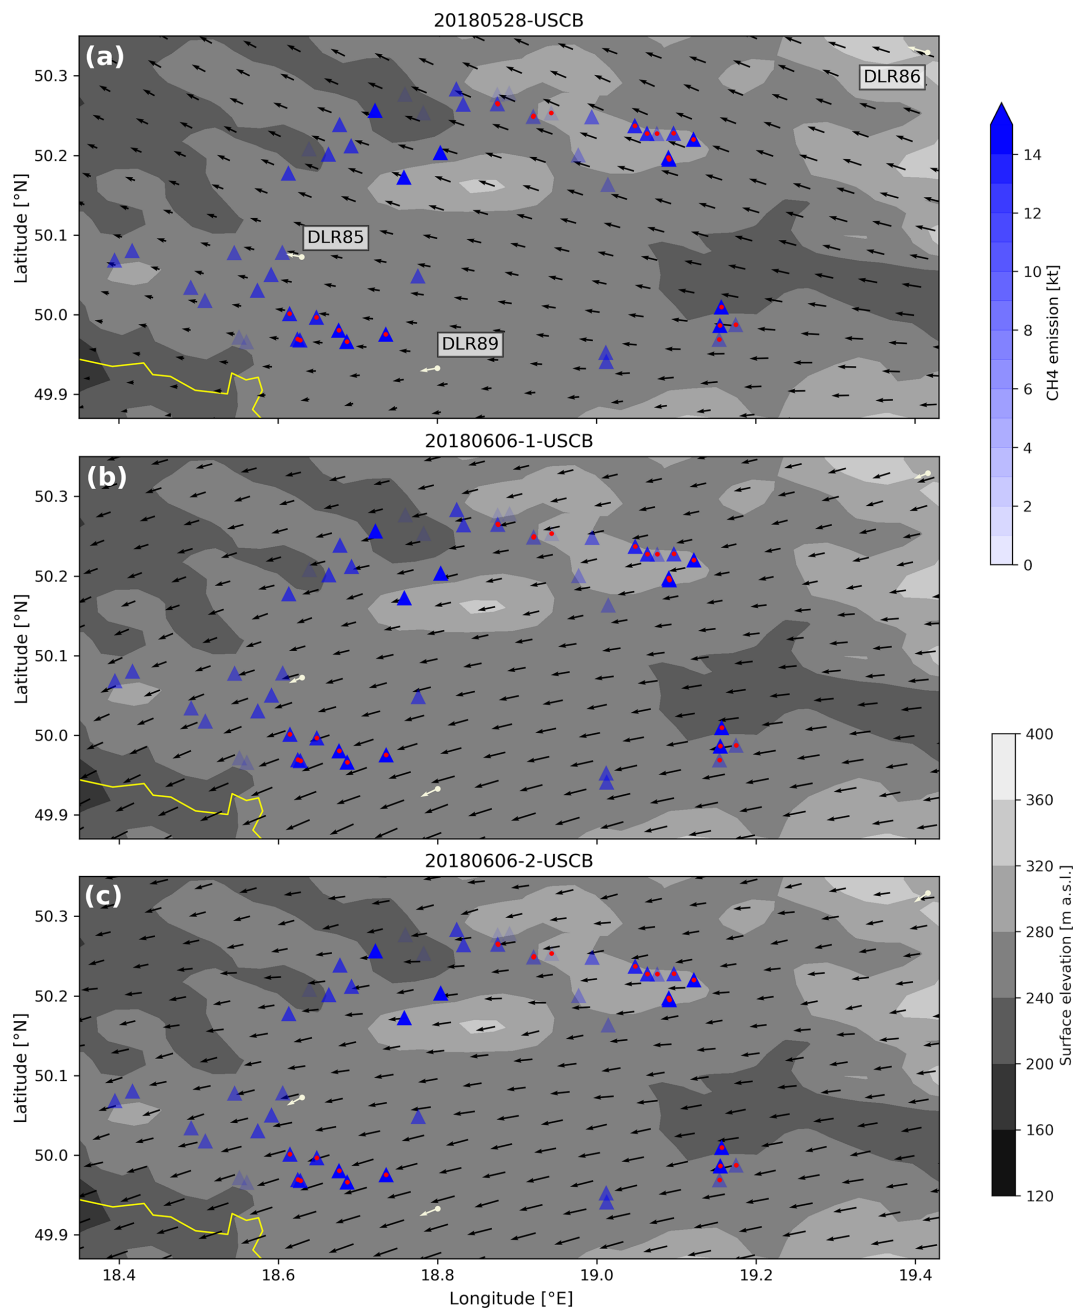 20180528-USCB
(a)
DLR86
DLR85
DLR89
50.3
50.2
50.1
50.0
49.9
Latitude [°N]
20180606-1-USCB
(b)
50.3
50.2
50.1
50.0
49.9
Latitude [°N]
20180606-2-USCB
(c)
50.3
50.2
50.1
50.0
49.9
Latitude [°N]
18.4 18.6 18.8 19.0 19.2 19.4
Longitude [°E]
14
12
10
8
6
4
2
0
CH4 emission [kt]
400
360
320
280
240
200
160
120
Surface elevation [m a.s.l.]